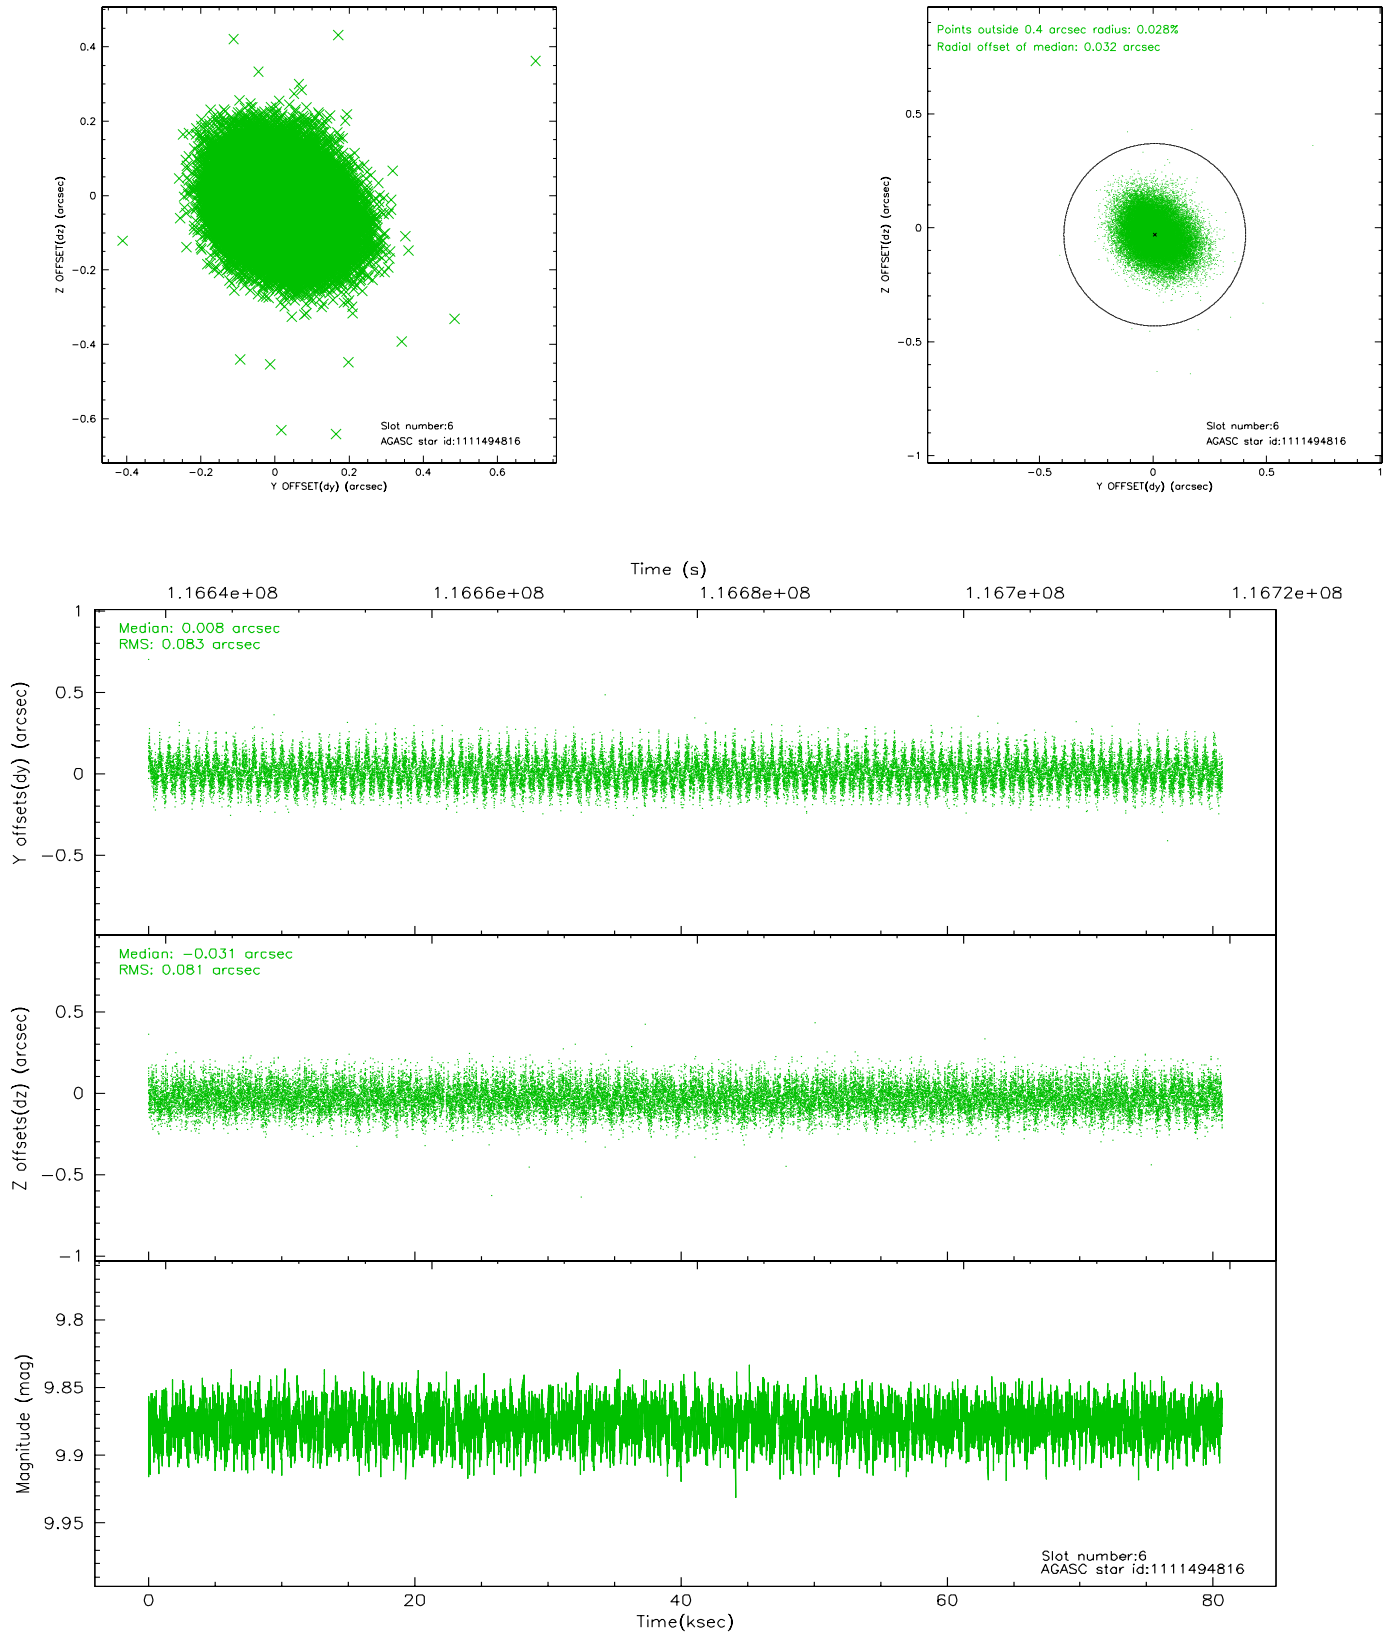 0.4
0.2
0
−0.2
−0.4
−0.6
Z OFFSET(dz) (arcsec)
Slot number:6
AGASC star id:1111494816
−0.4 −0.2 0 0.2 0.4 0.6
Y OFFSET(dy) (arcsec)
Points outside 0.4 arcsec radius: 0.028%
Radial offset of median: 0.032 arcsec
0.5
0
−0.5
−1
Z OFFSET(dz) (arcsec)
Slot number:6
AGASC star id:1111494816
−0.5 0 0.5 1
Y OFFSET(dy) (arcsec)
Time (s)
1.1664e+08 1.1666e+08 1.1668e+08 1.167e+08 1.1672e+08
Median: 0.008 arcsec
RMS: 0.083 arcsec
1
0.5
0
−0.5
Y offsets(dy) (arcsec)
Median: −0.031 arcsec
RMS: 0.081 arcsec
0.5
0
−0.5
−1
Z offsets(dz) (arcsec)
9.8
9.85
9.9
9.95
Magnitude (mag)
Slot number:6
AGASC star id:1111494816
0 20 40 60 80
Time(ksec)